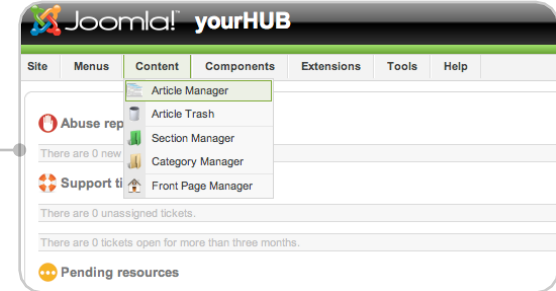 Joomla!™ yourHUB
Site Menus Content Components Extensions Tools Help
Article Manager
Article Trash
Section Manager
Category Manager
Front Page Manager
Abuse rep
There are 0 new
Support ti
There are 0 unassigned tickets.
There are 0 tickets open for more than three months.
Pending resources